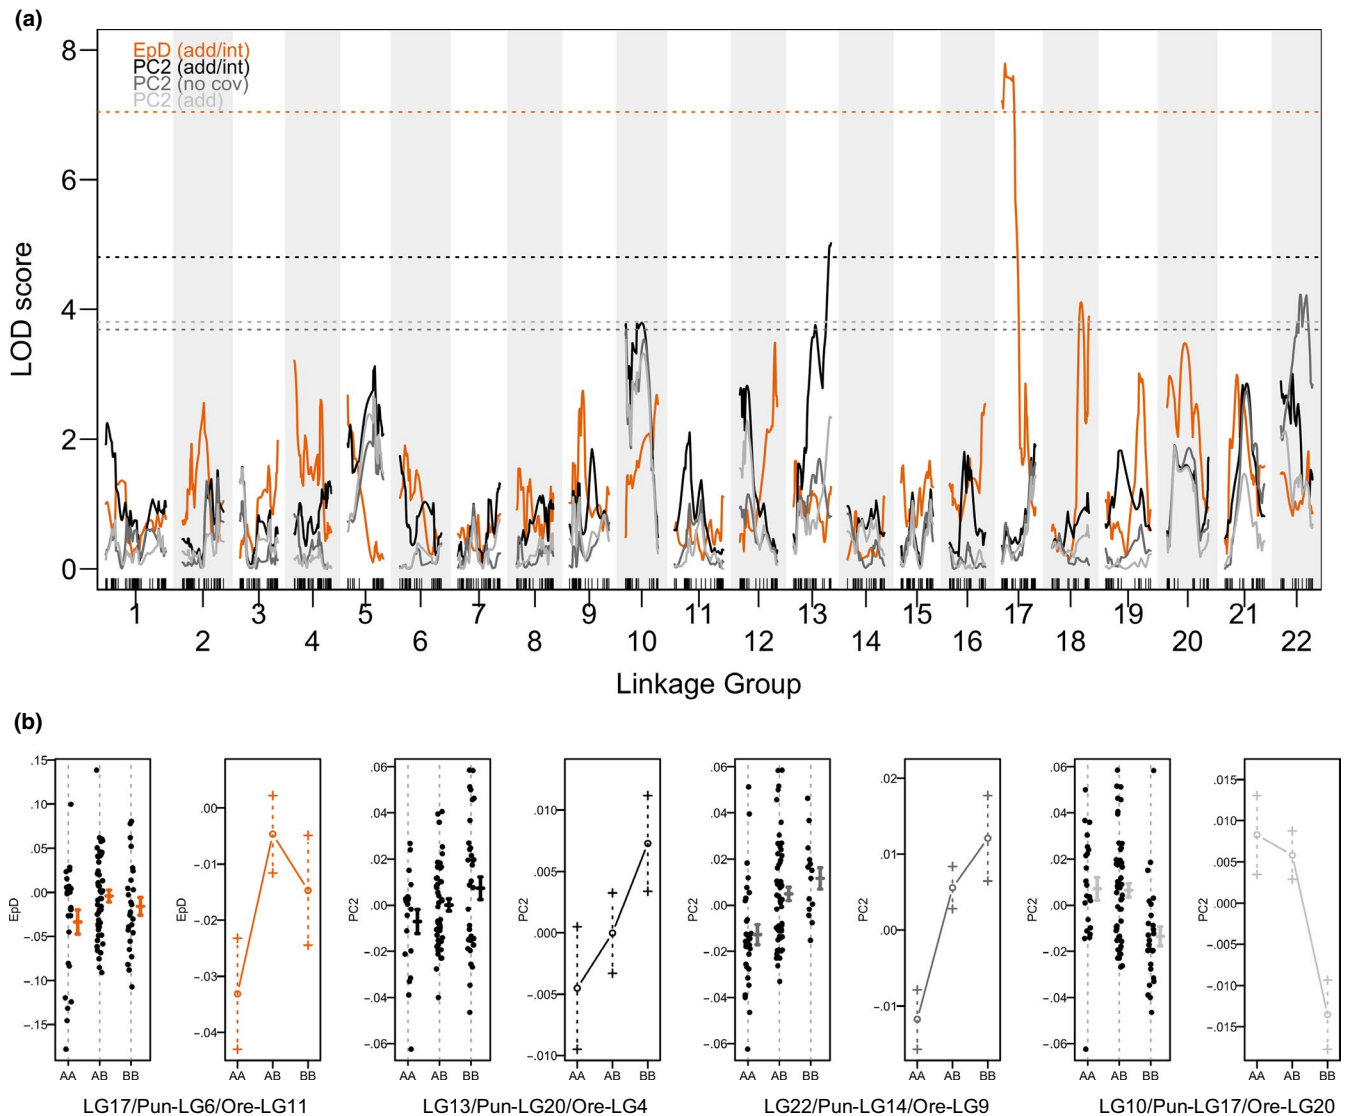 (a)
EpD (add/int)
PC2 (add/int)
PC2 (no cov)
PC2 (add)
8
6
4
2
0
LOD score
1 3 5 7 9 11 13 15 17 19 21
2 4 6 8 10 12 14 16 18 20 22
Linkage Group
(b)
EpD
.15
.10
.05
.00
−.05
−.10
−.15
AA AB BB
EpD
.00
−.01
−.02
−.03
−.04
AA AB BB
LG17/Pun-LG6/Ore-LG11
PC2
.06
.04
.02
.00
−.02
−.04
−.06
AA AB BB
PC2
.010
.005
.000
−.005
−.010
AA AB BB
LG13/Pun-LG20/Ore-LG4
PC2
.06
.04
.02
.00
−.02
−.04
−.06
AA AB BB
PC2
.02
.01
.00
−.01
AA AB BB
LG22/Pun-LG14/Ore-LG9
PC2
.06
.04
.02
.00
−.02
−.04
−.06
AA AB BB
PC2
.015
.010
.005
.000
−.005
−.010
−.015
AA AB BB
LG10/Pun-LG17/Ore-LG20